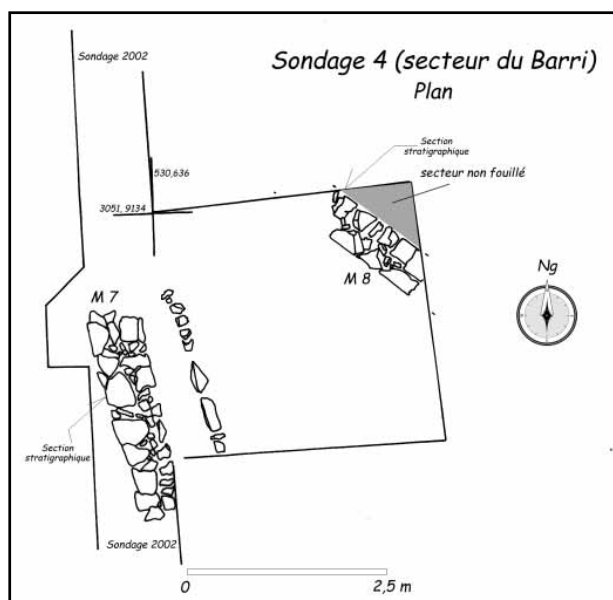 Sondage 2002
Sondage 4 (secteur du Barri)
Plan
Section
stratigraphique
secteur non fouillé
530,636
3051, 9134
M 8
Ng
M 7
Section
stratigraphique
Sondage 2002
0
2,5 m